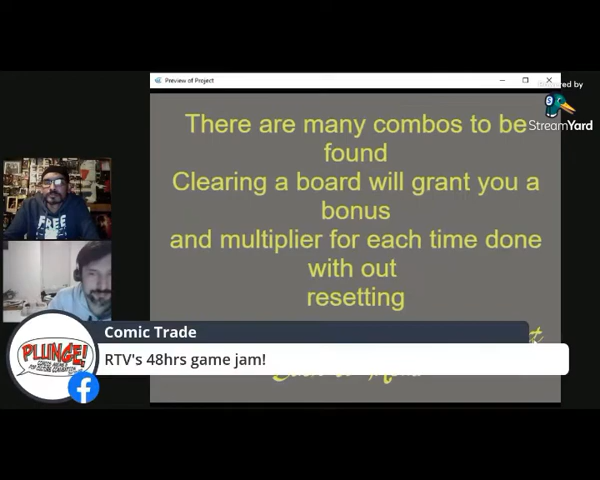 Preview of Project
There are many combos to be
found
Clearing a board will grant you a
bonus
and multiplier for each time done
with out
resetting
StreamYard
FREE
Comic Trade
PLUNGE!
RTV's 48hrs game jam!